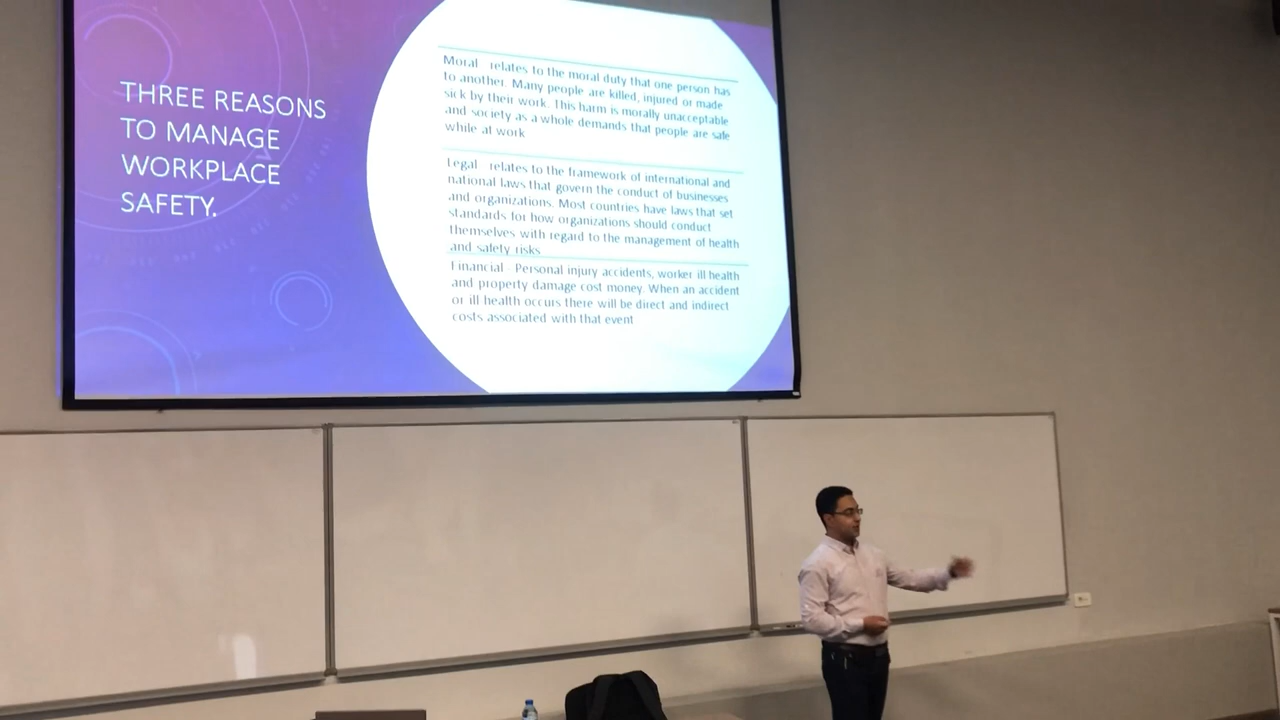 THREE REASONS
TO MANAGE
WORKPLACE
SAFETY.
Moral - relates to the moral duty that one person has
to another. Many people are killed, injured or made
sick by their work. This harm is morally unacceptable
and society as a whole demands that people are safe
while at work
Legal - relates to the framework of international and
national laws that govern the conduct of businesses
and organizations. Most countries have laws that set
standards for how organizations should conduct
themselves with regard to the management of health
and safety risks
Financial - Personal injury accidents, worker ill health
and property damage cost money. When an accident
or ill health occurs there will be direct and indirect
costs associated with that event